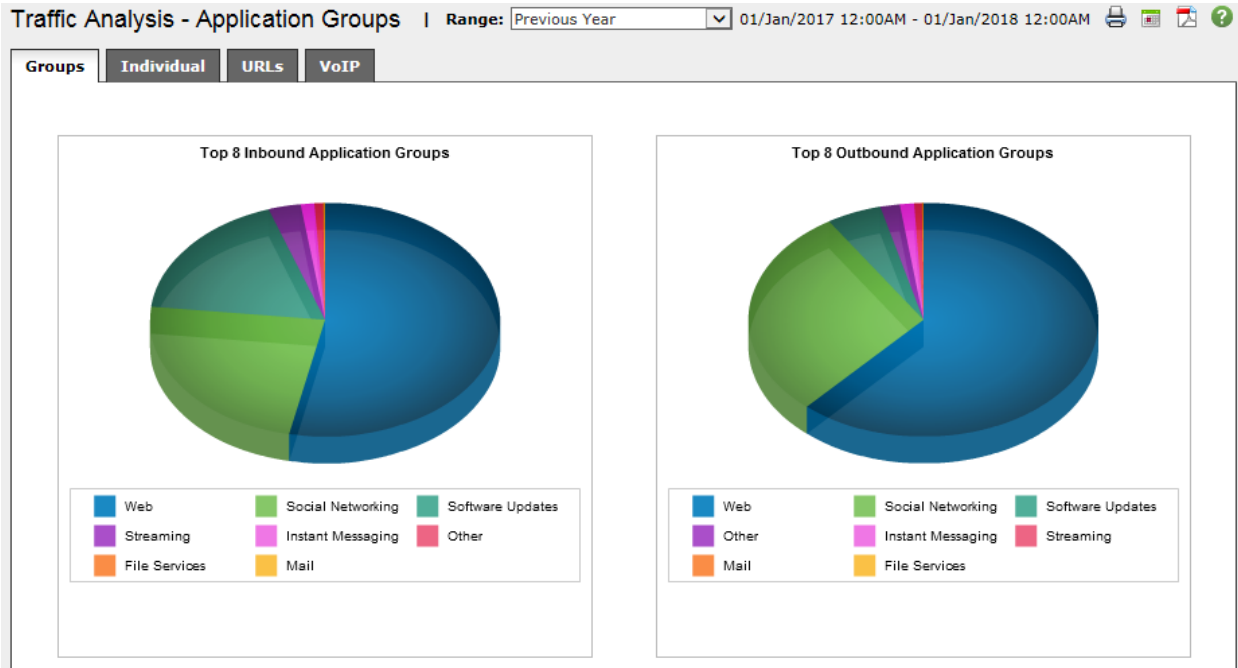 Traffic Analysis - Application Groups | Range: Previous Year 01/Jan/2017 12:00AM - 01/Jan/2018 12:00AM ?
Groups Individual URLs VoIP
Top 8 Inbound Application Groups
Web Social Networking Software Updates
Streaming Instant Messaging Other
File Services Mail
Top 8 Outbound Application Groups
Web Social Networking Software Updates
Other Instant Messaging Streaming
Mail File Services